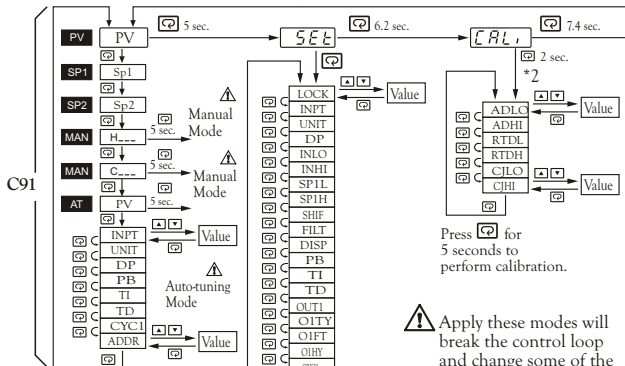 C91
PV PV 5 sec.
SP1 Sp1
SP2 Sp2
MAN H___ 5 sec. Manual Mode
MAN C___ 5 sec. Manual Mode
AT PV 5 sec.
INPT Value
UNIT
DP
PB
TI
TD
CYC1
ADDR Value
Auto-tuning Mode
SEt 6.2 sec.
LOCK Value
INPT
UNIT
DP
INLO
INHI
SP1L
SP1H
SHIF
FILT
DISP
PB
TI
TD
OUT1
O1TY
O1FT
O1HY
CALi 7.4 sec.
2 sec.
*2
ADLO Value
ADHI
RTDL
RTDH
CJLO
CJHI Value
Press for
5 seconds to
perform calibration.
Apply these modes will
break the control loop
and change some of the